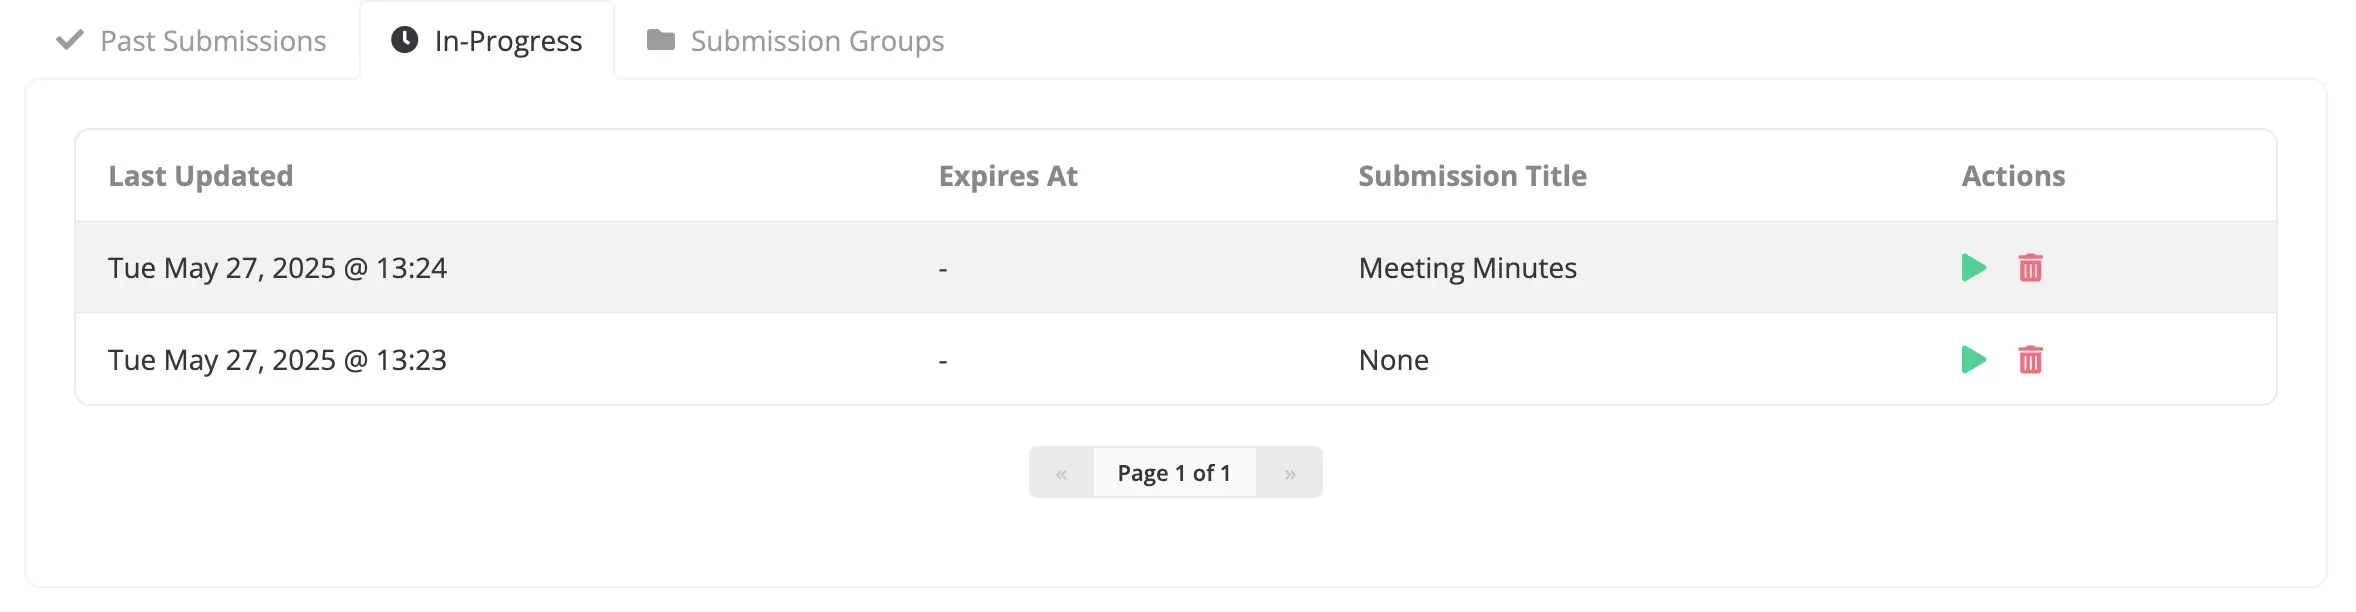 Past Submissions In-Progress Submission Groups
Last Updated Expires At Submission Title Actions
Tue May 27, 2025 @ 13:24 - Meeting Minutes
Tue May 27, 2025 @ 13:23 - None
« Page 1 of 1 »